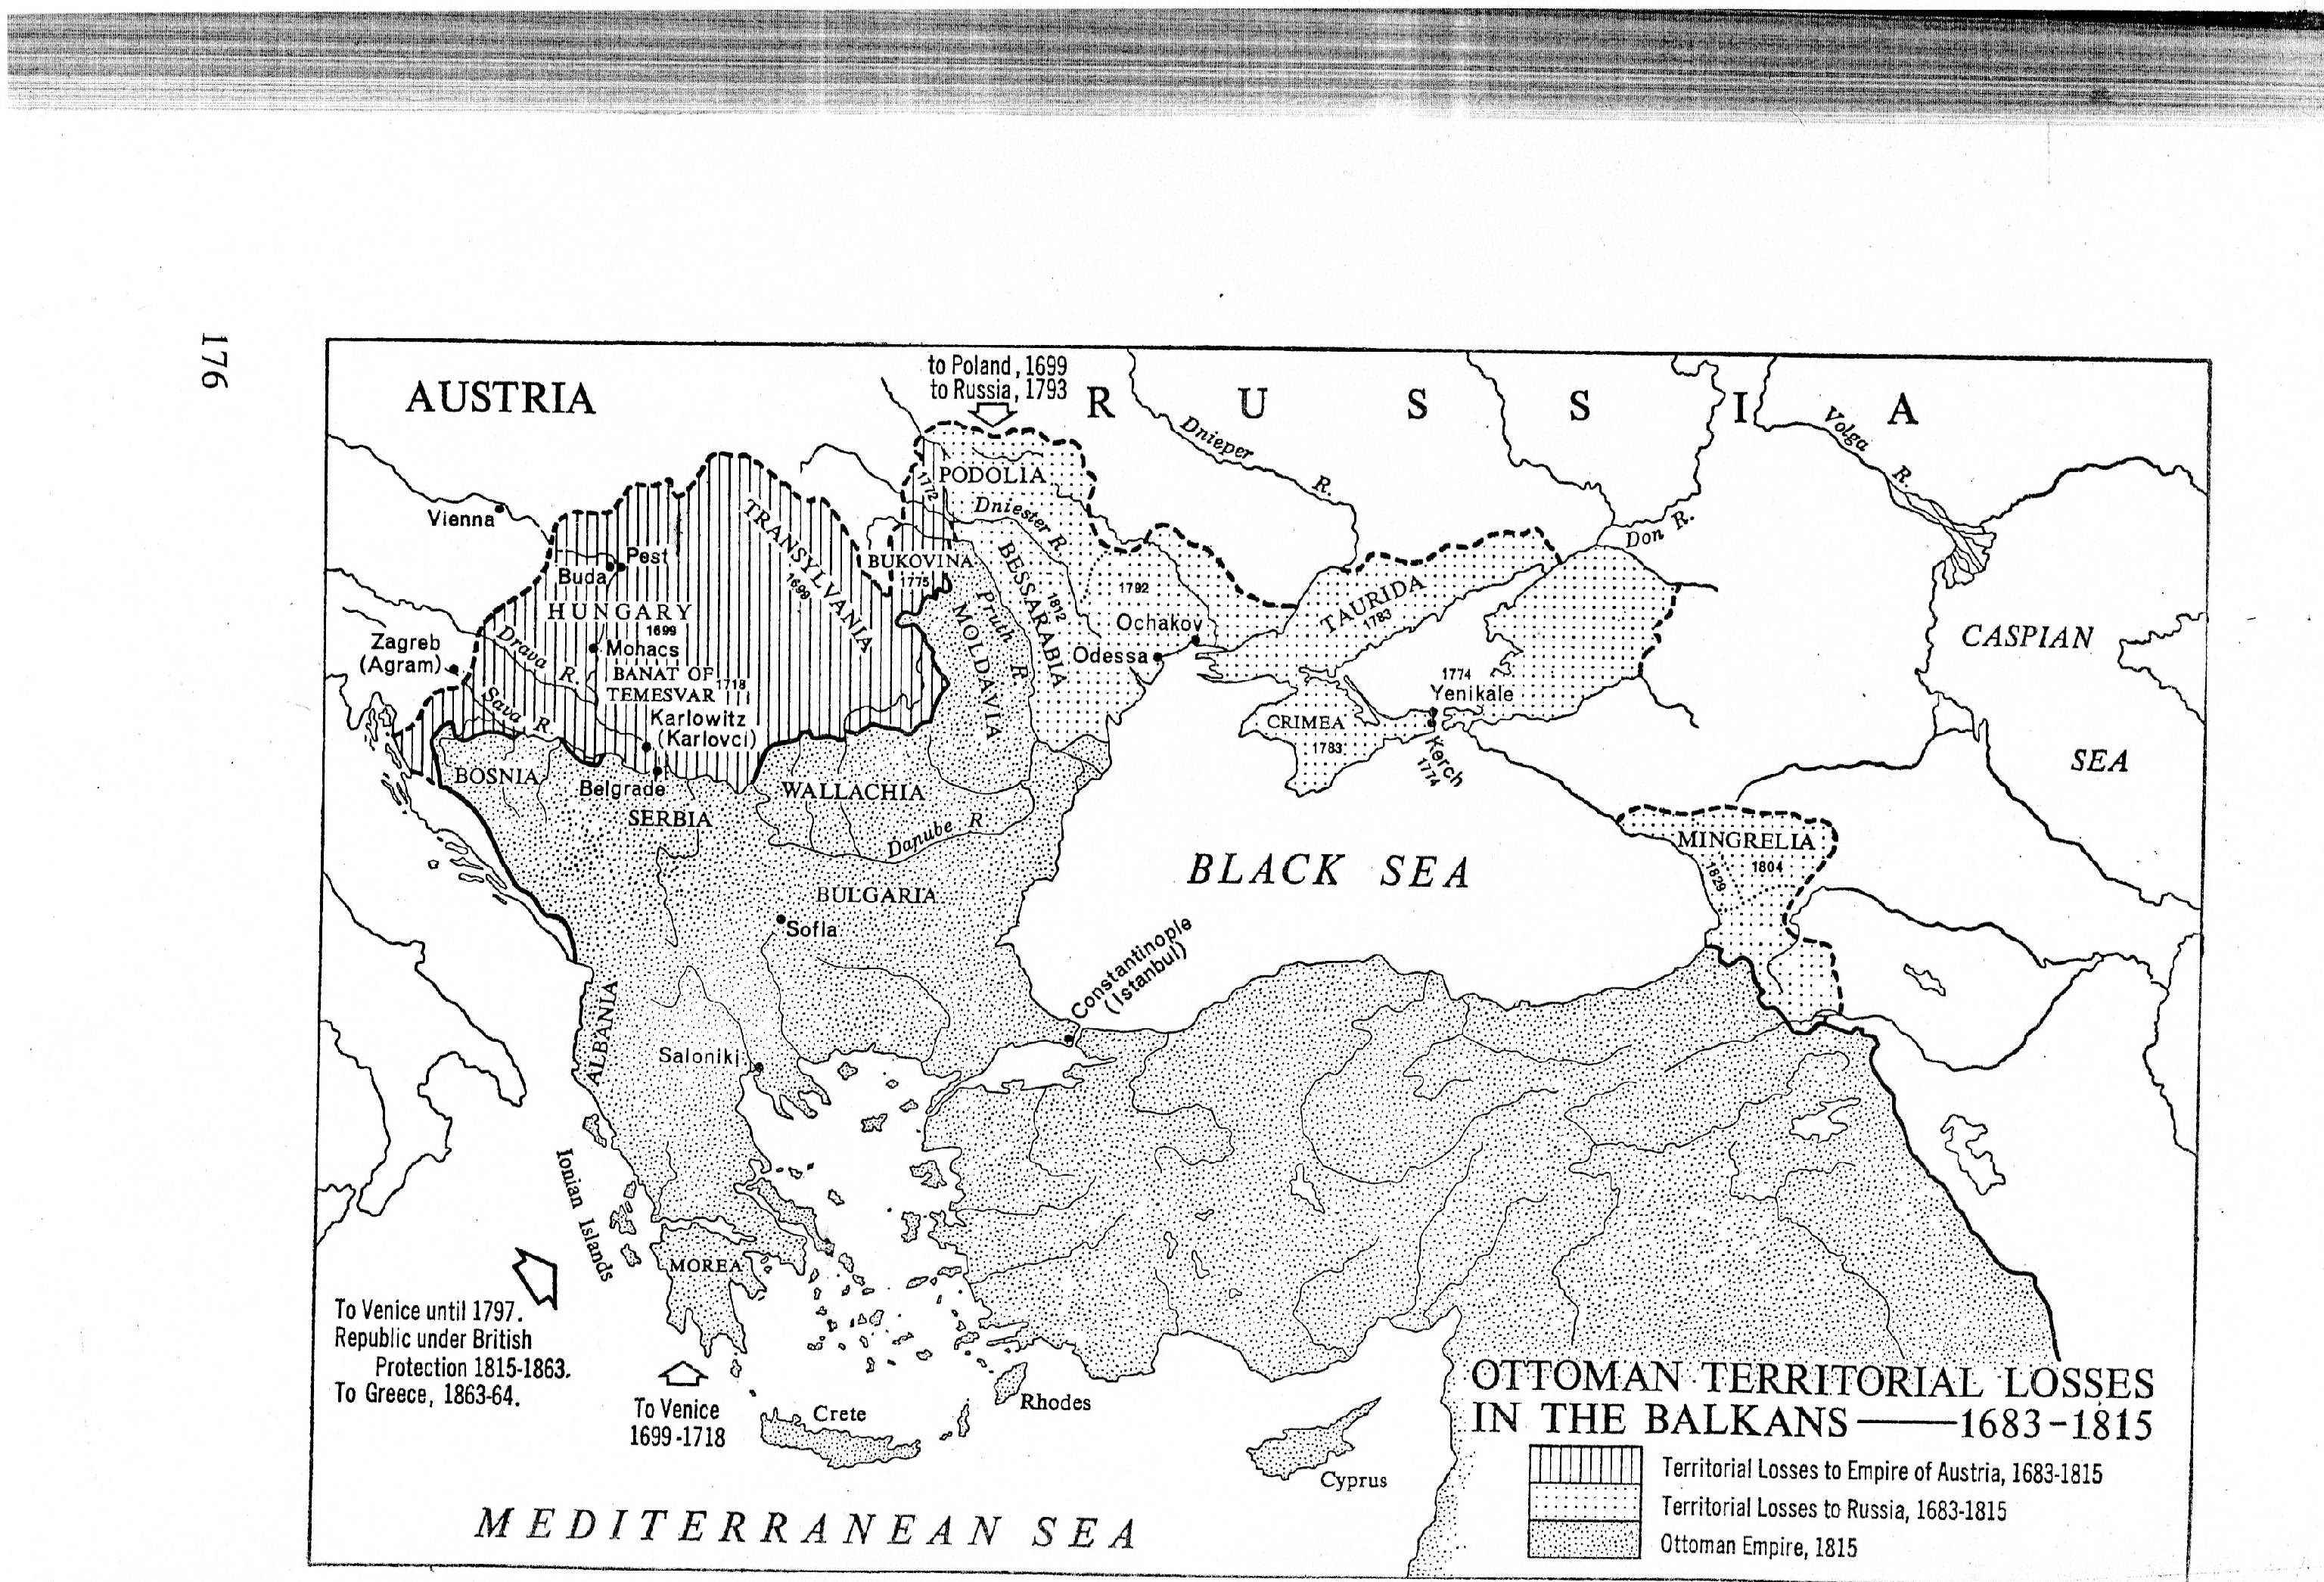 176
AUSTRIA
to Poland, 1699
to Russia, 1793
R U S S I A
Dnieper R.
Volga R.
PODOLIA
1772
Dniester R.
Vienna
TRANSYLVANIA
1699
Don R.
Pest
Buda
BUKOVINA
1775
BESSARABIA
1812
1792
HUNGARY
1699
Pruth R.
MOLDAVIA
TAURIDA
1783
Ochakov
Odessa
Zagreb
(Agram)
Drava R.
Mohacs
BANAT OF
TEMESVAR 1718
CASPIAN
SEA
Sava R.
Karlowitz
(Karlovci)
1774
Yenikale
CRIMEA
1783
Kerch
1774
BOSNIA
Belgrade
WALLACHIA
SERBIA
Danube R
MINGRELIA
1804
1829
BLACK SEA
BULGARIA
Sofia
Constantinople
(Istanbul)
ALBANIA
Saloniki
Ionian Islands
MOREA
To Venice until 1797.
Republic under British
Protection 1815-1863.
To Greece, 1863-64.
To Venice
1699-1718
Crete
Rhodes
Cyprus
MEDITERRANEAN SEA
OTTOMAN TERRITORIAL LOSSES
IN THE BALKANS——1683-1815
Territorial Losses to Empire of Austria, 1683-1815
Territorial Losses to Russia, 1683-1815
Ottoman Empire, 1815